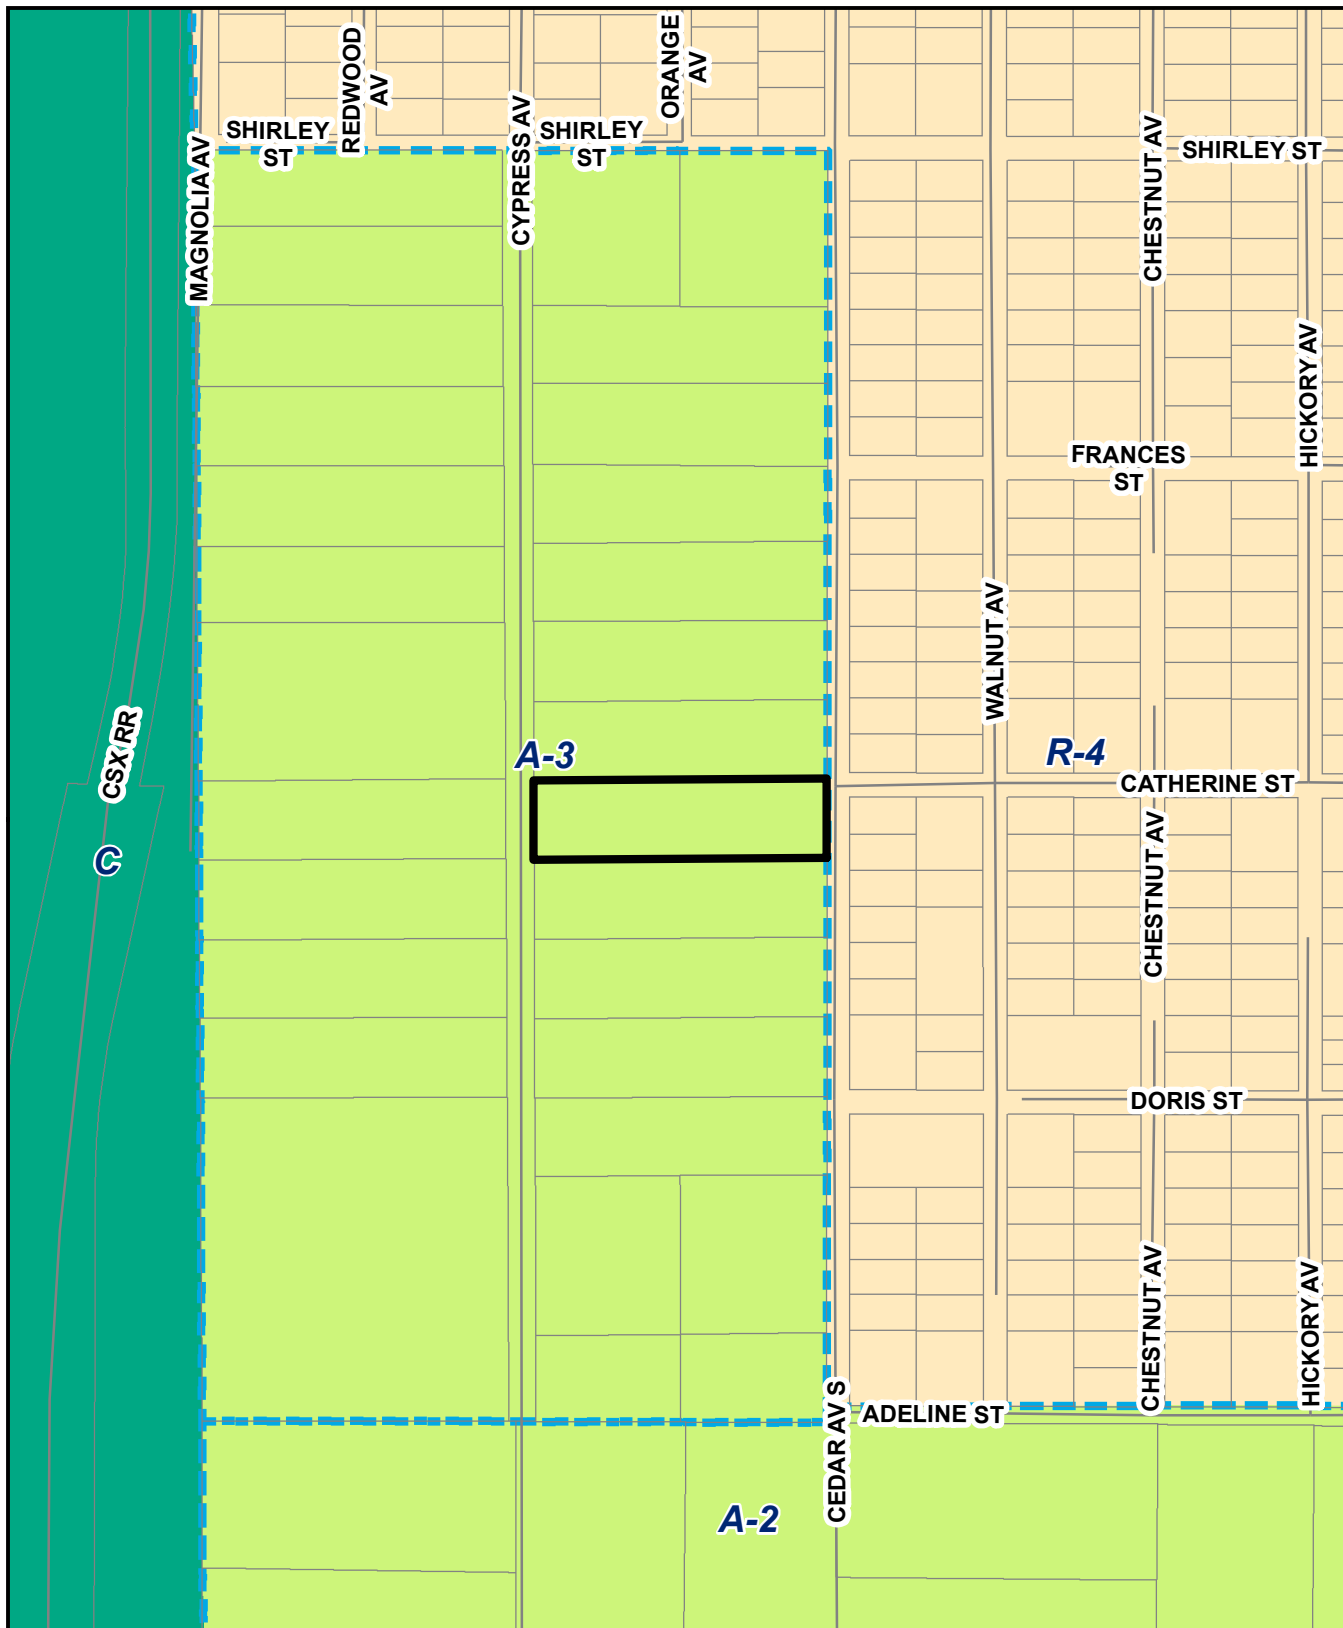 ORANGE
AV
REDWOOD
AV
SHIRLEY
ST
SHIRLEY
ST
CYPRESS AV
MAGNOLIA AV
CHESTNUT AV
SHIRLEY ST
HICKORY AV
FRANCES
ST
WALNUT AV
CSX RR
A-3
R-4
CATHERINE ST
C
CHESTNUT AV
DORIS ST
CHESTNUT AV
HICKORY AV
CEDAR AV S
ADELINE ST
A-2